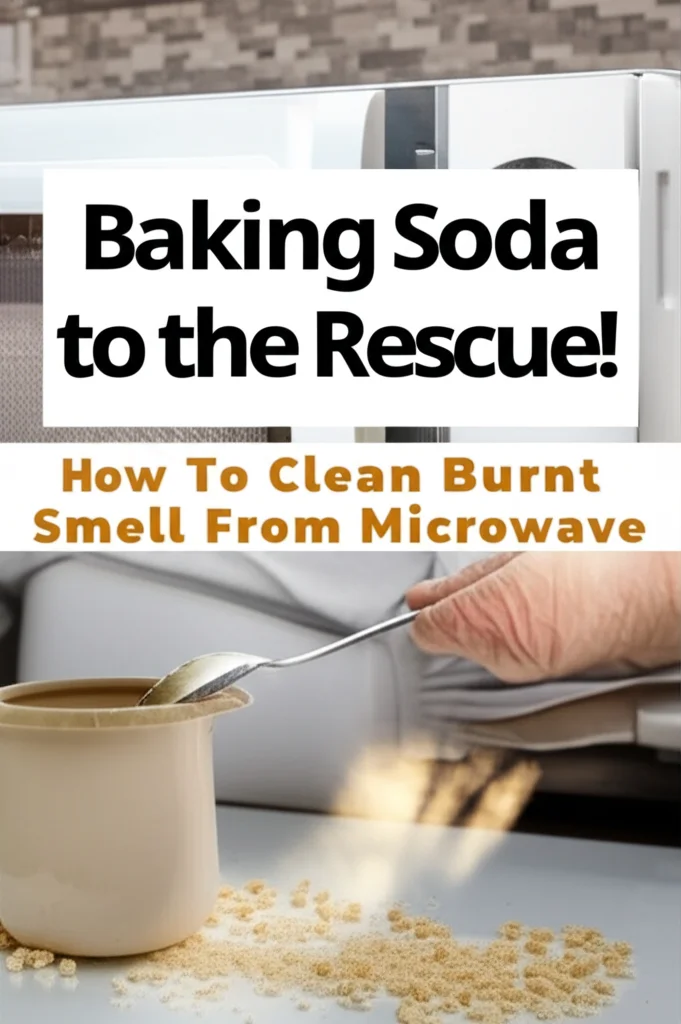 Baking Soda
to the Rescue!
How To Clean Burnt
Smell From Microwave